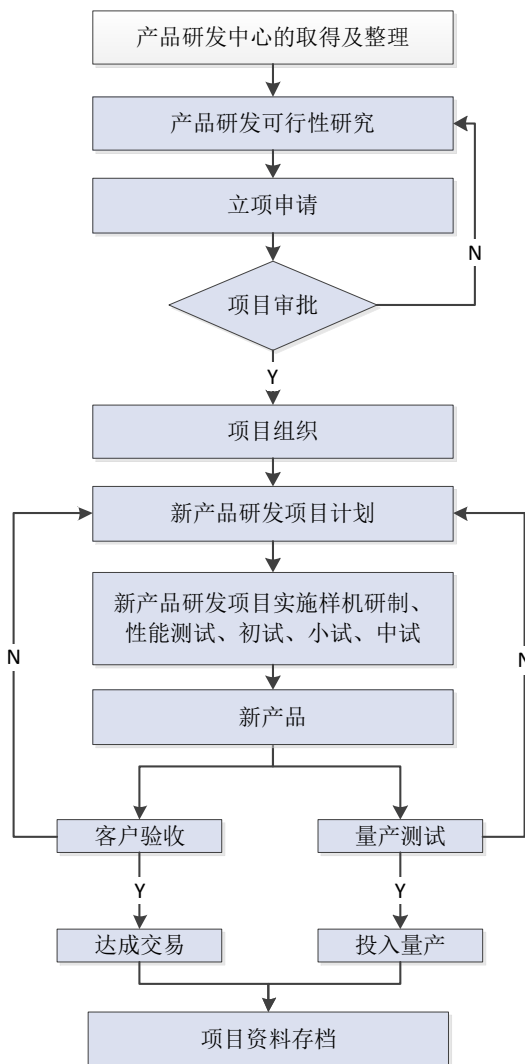 产品研发中心的取得及整理
产品研发可行性研究
立项申请
N
项目审批
Y
项目组织
新产品研发项目计划
新产品研发项目实施样机研制、
性能测试、初试、小试、中试
N
N
新产品
客户验收
量产测试
Y
Y
达成交易
投入量产
项目资料存档